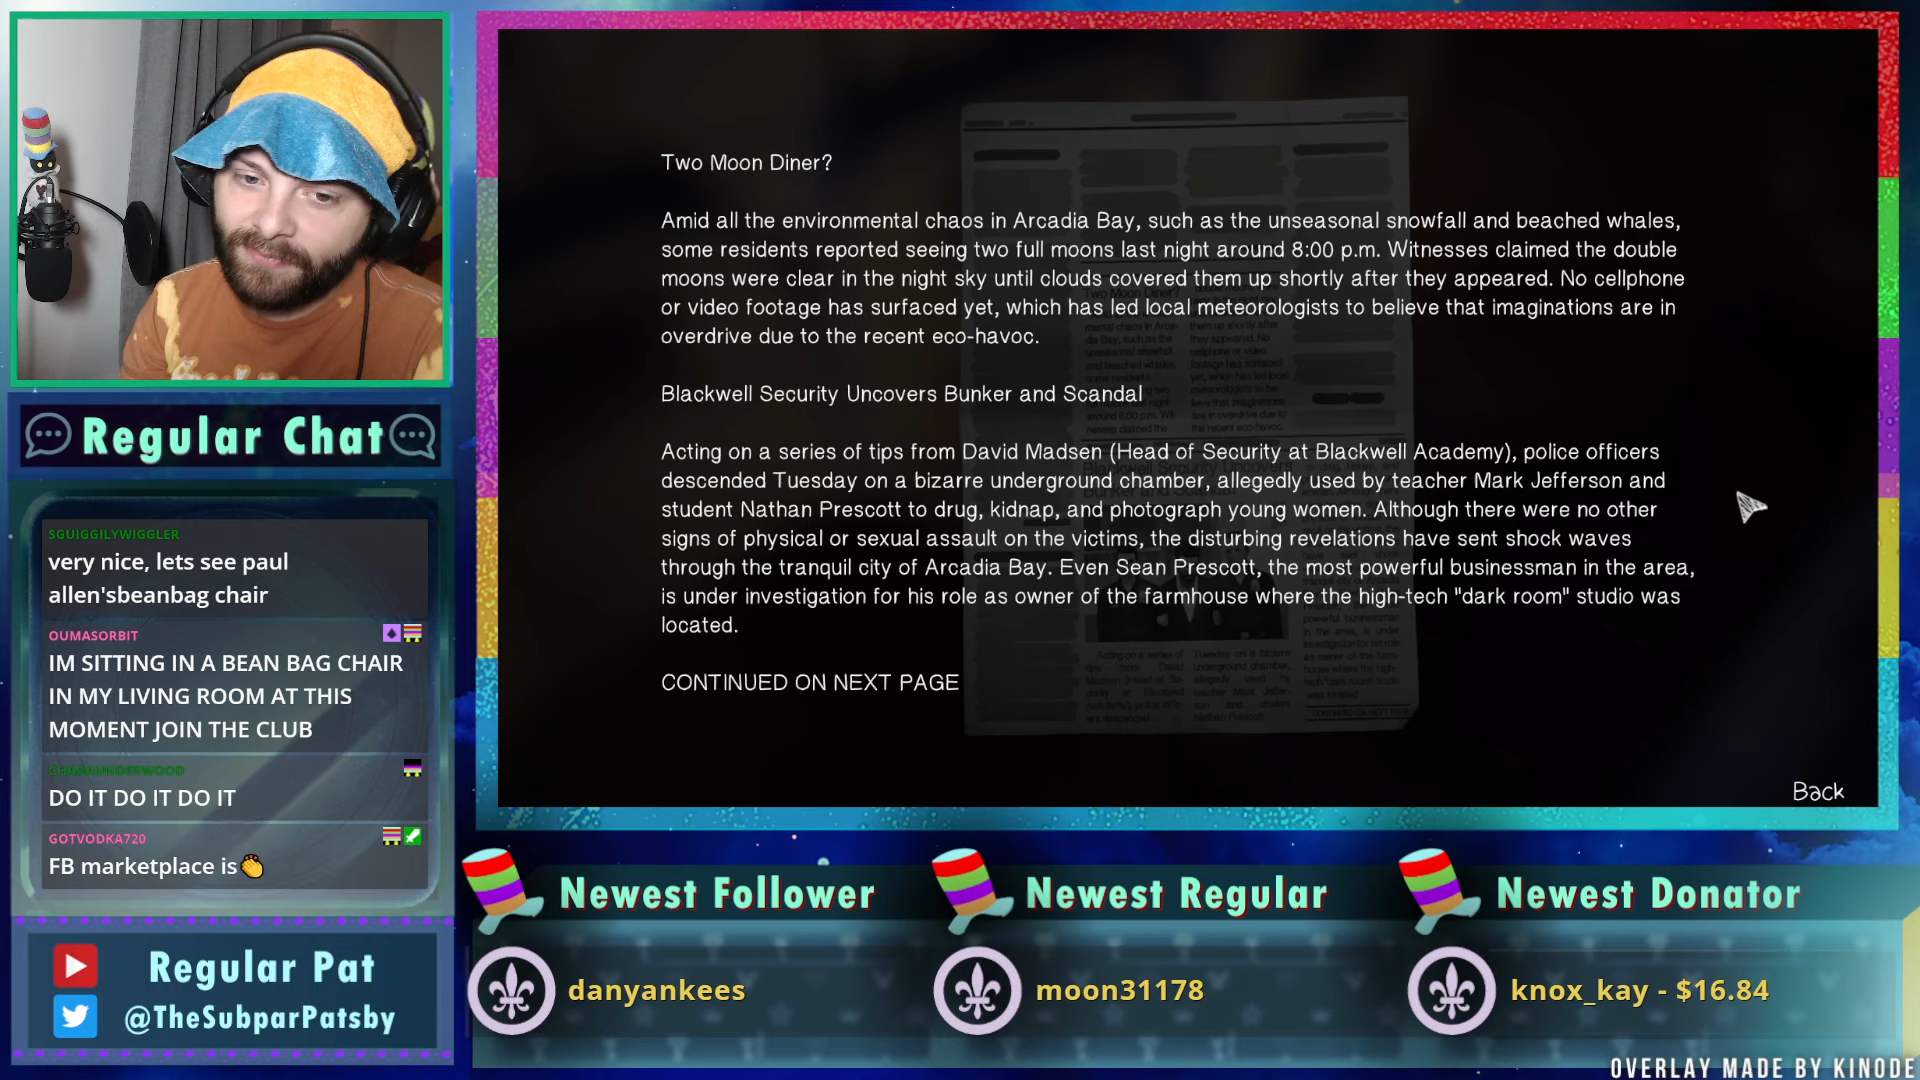 Regular Chat
SGUIGGILYWIGGLER
very nice, lets see paul
allen'sbeanbag chair
OUMASORBIT
IM SITTING IN A BEAN BAG CHAIR
IN MY LIVING ROOM AT THIS
MOMENT JOIN THE CLUB
DO IT DO IT DO IT
GOTVODKA720
FB marketplace is👏
Regular Pat
@TheSubparPatsby
Two Moon Diner?
Amid all the environmental chaos in Arcadia Bay, such as the unseasonal snowfall and beached whales,
some residents reported seeing two full moons last night around 8:00 p.m. Witnesses claimed the double
moons were clear in the night sky until clouds covered them up shortly after they appeared. No cellphone
or video footage has surfaced yet, which has led local meteorologists to believe that imaginations are in
overdrive due to the recent eco-havoc.
Blackwell Security Uncovers Bunker and Scandal
Acting on a series of tips from David Madsen (Head of Security at Blackwell Academy), police officers
descended Tuesday on a bizarre underground chamber, allegedly used by teacher Mark Jefferson and
student Nathan Prescott to drug, kidnap, and photograph young women. Although there were no other
signs of physical or sexual assault on the victims, the disturbing revelations have sent shock waves
through the tranquil city of Arcadia Bay. Even Sean Prescott, the most powerful businessman in the area,
is under investigation for his role as owner of the farmhouse where the high-tech "dark room" studio was
located.
CONTINUED ON NEXT PAGE
Back
Newest Follower
danyankees
Newest Regular
moon31178
Newest Donator
knox_kay - $16.84
OVERLAY MADE BY KINODE